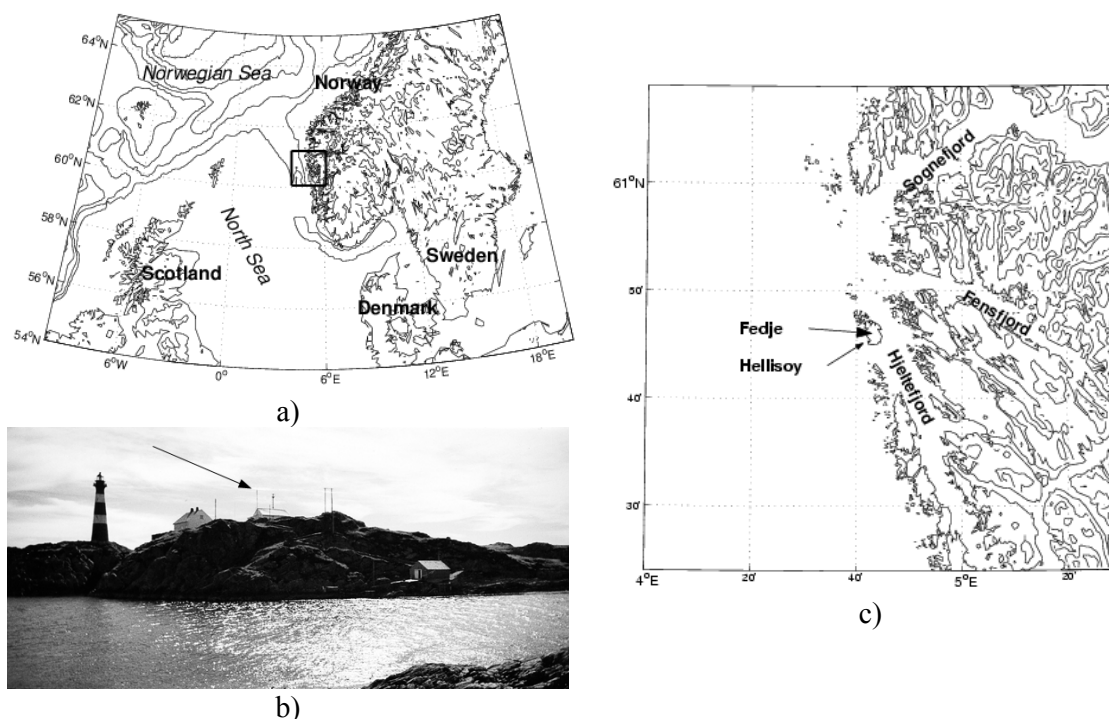 64°N
Norwegian Sea
Norway
62°N
60°N
58°N
North Sea
Sweden
Scotland
56°N
Denmark
54°N
6°W
0°
6°E
12°E
18°E
a)
b)
Sognefjord
61°N
50'
Fensfjord
Fedje
Hellisoy
Hjeltefjord
40'
30'
4°E
20'
40'
5°E
20'
c)